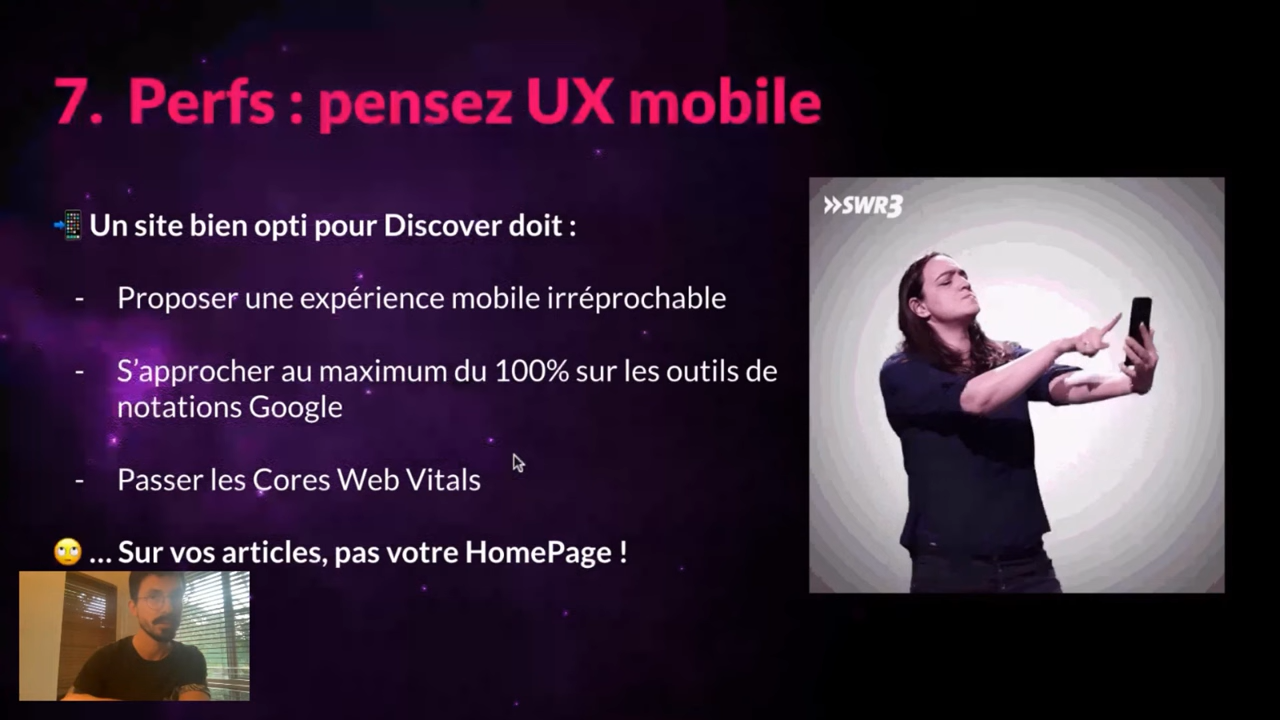 7. Perfs : pensez UX mobile
📲 Un site bien opti pour Discover doit :
- Proposer une expérience mobile irréprochable
- S’approcher au maximum du 100% sur les outils de
notations Google
- Passer les Cores Web Vitals
🙄 ... Sur vos articles, pas votre HomePage !
»SWR3